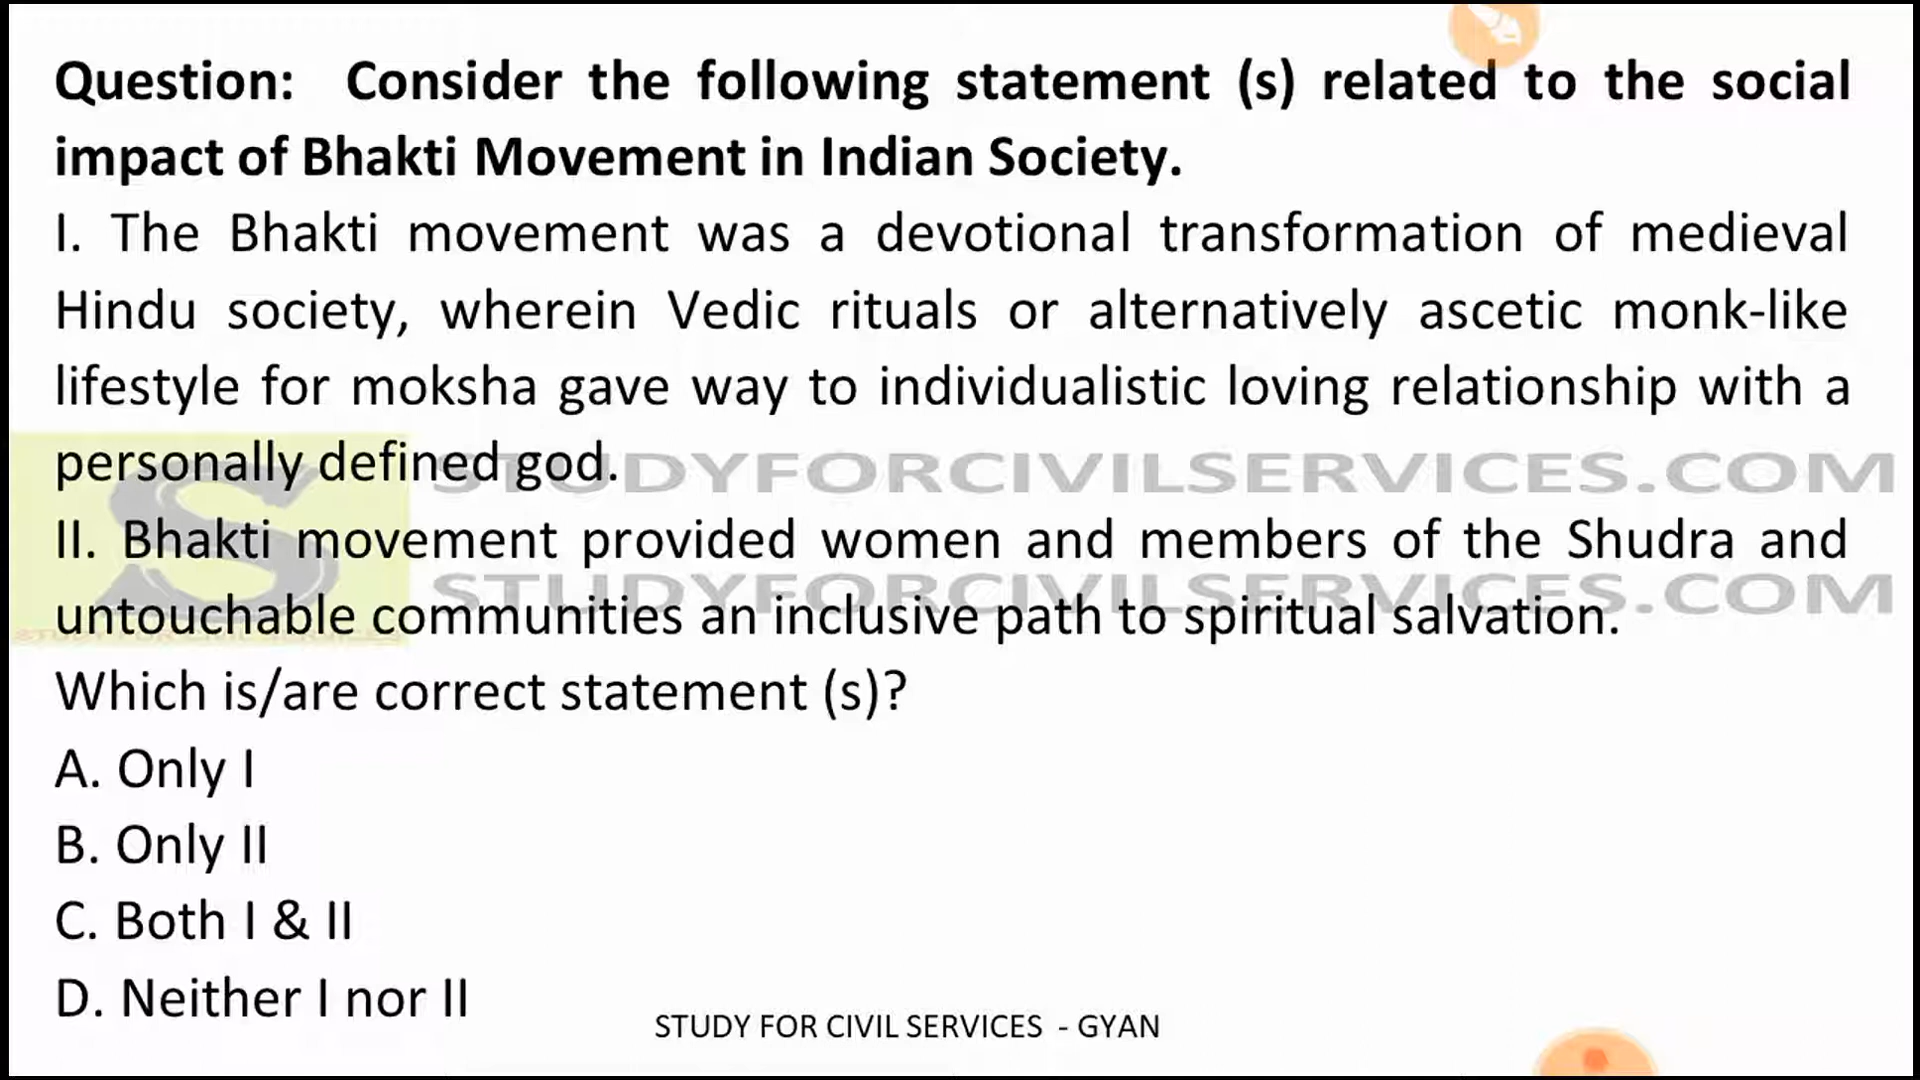 Question: Consider the following statement (s) related to the social
impact of Bhakti Movement in Indian Society.
I. The Bhakti movement was a devotional transformation of medieval
Hindu society, wherein Vedic rituals or alternatively ascetic monk-like
lifestyle for moksha gave way to individualistic loving relationship with a
personally defined god.
STUDYFORCIVILSERVICES.COM
II. Bhakti movement provided women and members of the Shudra and
untouchable communities an inclusive path to spiritual salvation.
STUDYFORCIVILSERVICES.COM
STUDY FOR CIVIL SERVICES
Which is/are correct statement (s)?
A. Only I
B. Only II
C. Both I & II
D. Neither I nor II
STUDY FOR CIVIL SERVICES - GYAN